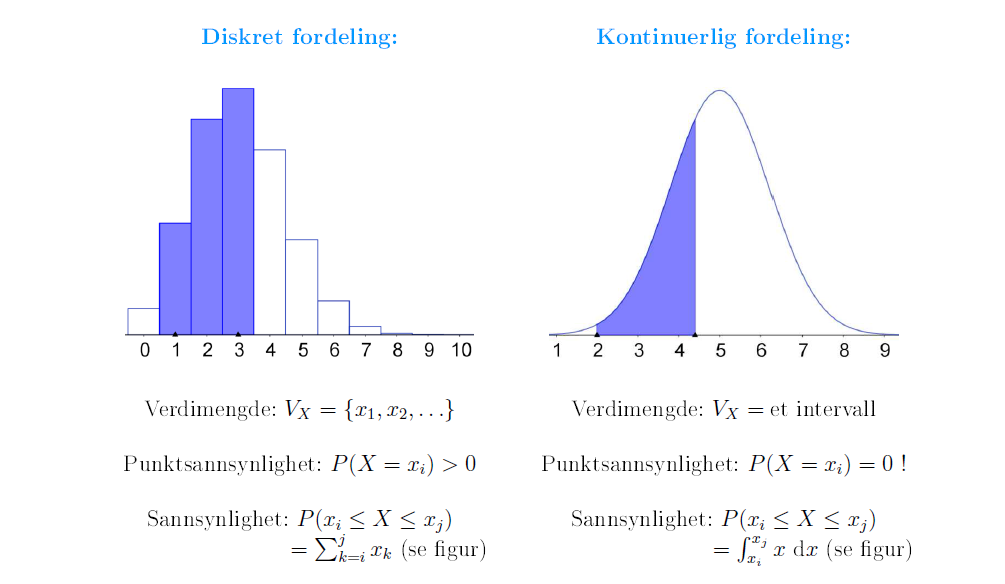 Diskret fordeling:
0 1 2 3 4 5 6 7 8 9 10
Verdimengde: V_X = {x_1, x_2, . . .}
Punktsannsynlighet: P(X = x_i) > 0
Sannsynlighet: P(x_i ≤ X ≤ x_j)
= ∑_{k=i}^{j} x_k (se figur)
Kontinuerlig fordeling:
1 2 3 4 5 6 7 8 9
Verdimengde: V_X = et intervall
Punktsannsynlighet: P(X = x_i) = 0 !
Sannsynlighet: P(x_i ≤ X ≤ x_j)
= ∫_{x_i}^{x_j} x dx (se figur)